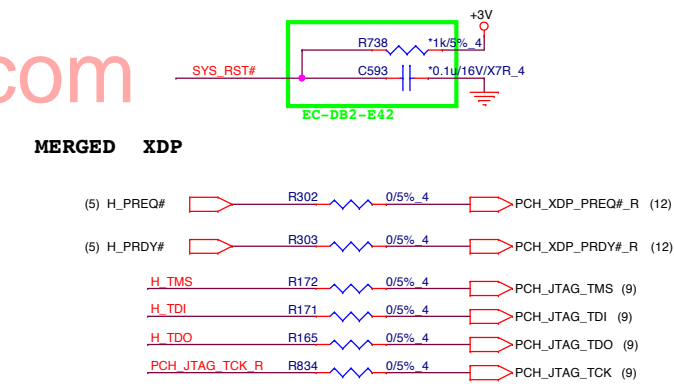 +3V
R738 *1k/5%_4
com
SYS_RST# C593 *0.1u/16V/X7R_4
EC-DB2-E42
MERGED XDP
(5) H_PREQ# R302 0/5%_4 PCH_XDP_PREQ#_R (12)
(5) H_PRDY# R303 0/5%_4 PCH_XDP_PRDY#_R (12)
H_TMS R172 0/5%_4 PCH_JTAG_TMS (9)
H_TDI R171 0/5%_4 PCH_JTAG_TDI (9)
H_TDO R165 0/5%_4 PCH_JTAG_TDO (9)
PCH_JTAG_TCK_R R834 0/5%_4 PCH_JTAG_TCK (9)